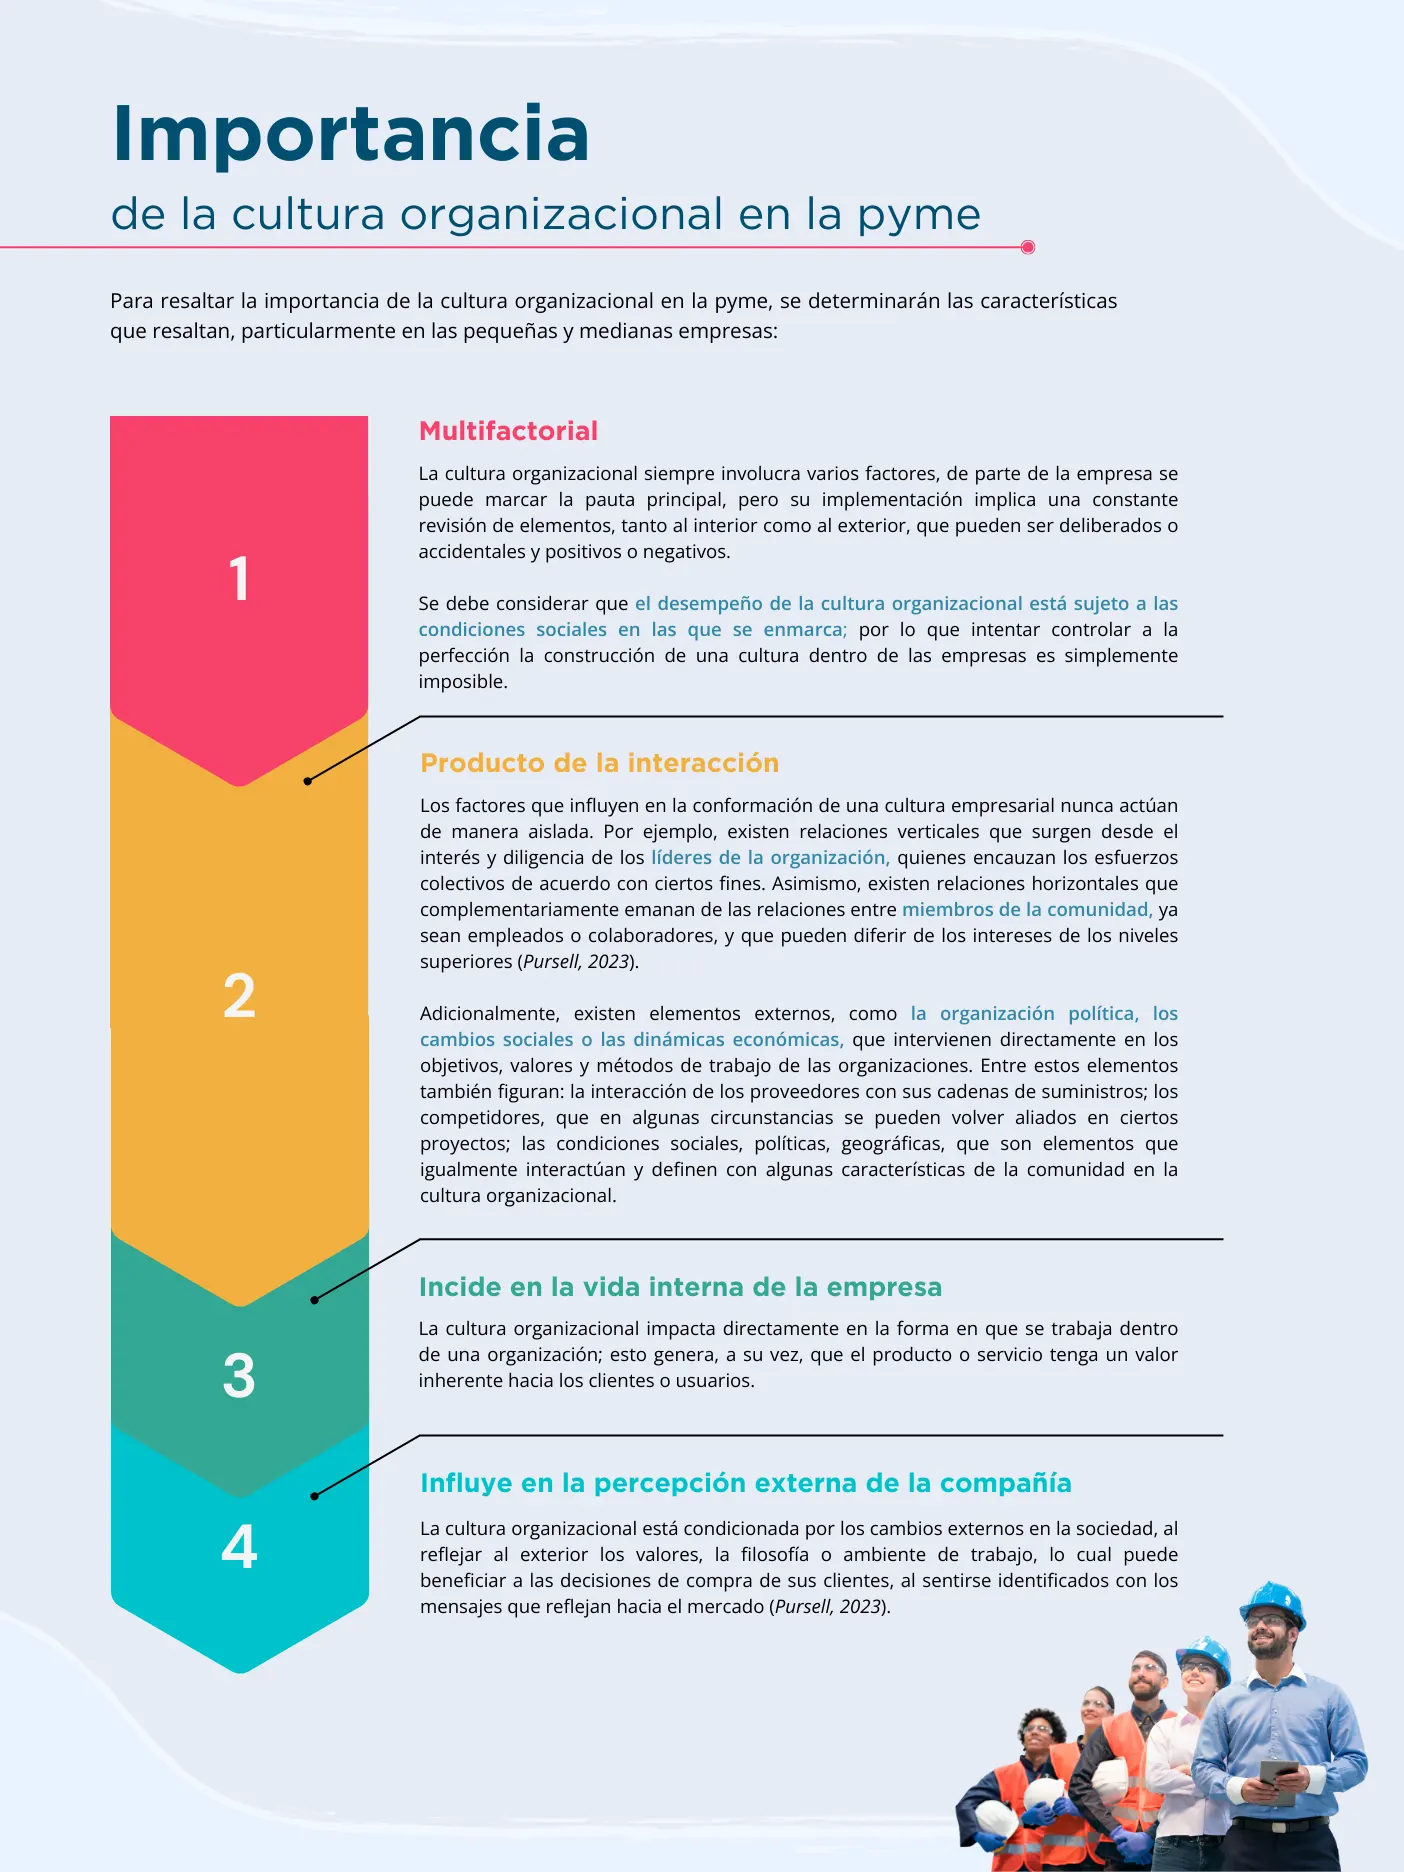 Importancia
de la cultura organizacional en la pyme
Para resaltar la importancia de la cultura organizacional en la pyme, se determinarán las características
que resaltan, particularmente en las pequeñas y medianas empresas:
1
Multifactorial
La cultura organizacional siempre involucra varios factores, de parte de la empresa se
puede marcar la pauta principal, pero su implementación implica una constante
revisión de elementos, tanto al interior como al exterior, que pueden ser deliberados o
accidentales y positivos o negativos.
Se debe considerar que el desempeño de la cultura organizacional está sujeto a las
condiciones sociales en las que se enmarca; por lo que intentar controlar a la
perfección la construcción de una cultura dentro de las empresas es simplemente
imposible.
2
Producto de la interacción
Los factores que influyen en la conformación de una cultura empresarial nunca actúan
de manera aislada. Por ejemplo, existen relaciones verticales que surgen desde el
interés y diligencia de los líderes de la organización, quienes encauzan los esfuerzos
colectivos de acuerdo con ciertos fines. Asimismo, existen relaciones horizontales que
complementariamente emanan de las relaciones entre miembros de la comunidad, ya
sean empleados o colaboradores, y que pueden diferir de los intereses de los niveles
superiores (Pursell, 2023).
Adicionalmente, existen elementos externos, como la organización política, los
cambios sociales o las dinámicas económicas, que intervienen directamente en los
objetivos, valores y métodos de trabajo de las organizaciones. Entre estos elementos
también figuran: la interacción de los proveedores con sus cadenas de suministros; los
competidores, que en algunas circunstancias se pueden volver aliados en ciertos
proyectos; las condiciones sociales, políticas, geográficas, que son elementos que
igualmente interactúan y definen con algunas características de la comunidad en la
cultura organizacional.
3
Incide en la vida interna de la empresa
La cultura organizacional impacta directamente en la forma en que se trabaja dentro
de una organización; esto genera, a su vez, que el producto o servicio tenga un valor
inherente hacia los clientes o usuarios.
4
Influye en la percepción externa de la compañía
La cultura organizacional está condicionada por los cambios externos en la sociedad, al
reflejar al exterior los valores, la filosofía o ambiente de trabajo, lo cual puede
beneficiar a las decisiones de compra de sus clientes, al sentirse identificados con los
mensajes que reflejan hacia el mercado (Pursell, 2023).